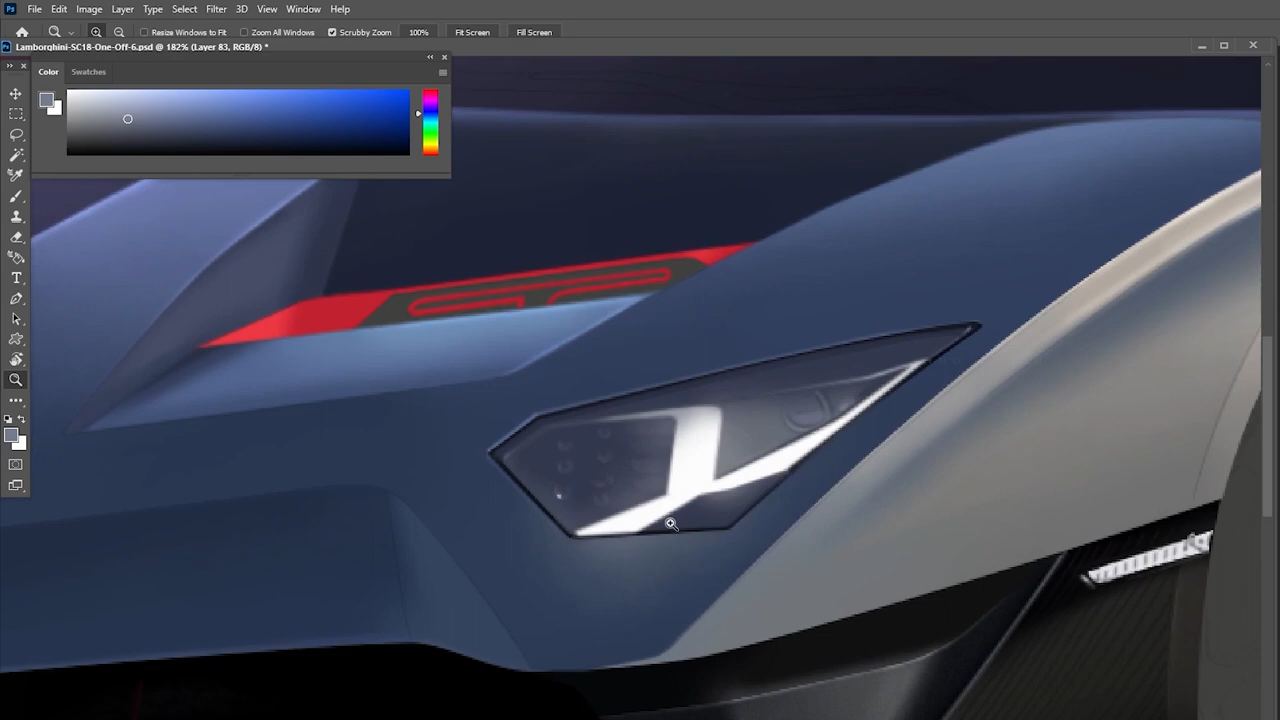 Ps File Edit Image Layer Type Select Filter 3D View Window Help
Resize Windows to Fit Zoom All Windows Scrubby Zoom 100% Fit Screen Fill Screen
Lamborghini-SC18-One-Off-6.psd @ 182% (Layer 83, RGB/8) *
Color Swatches